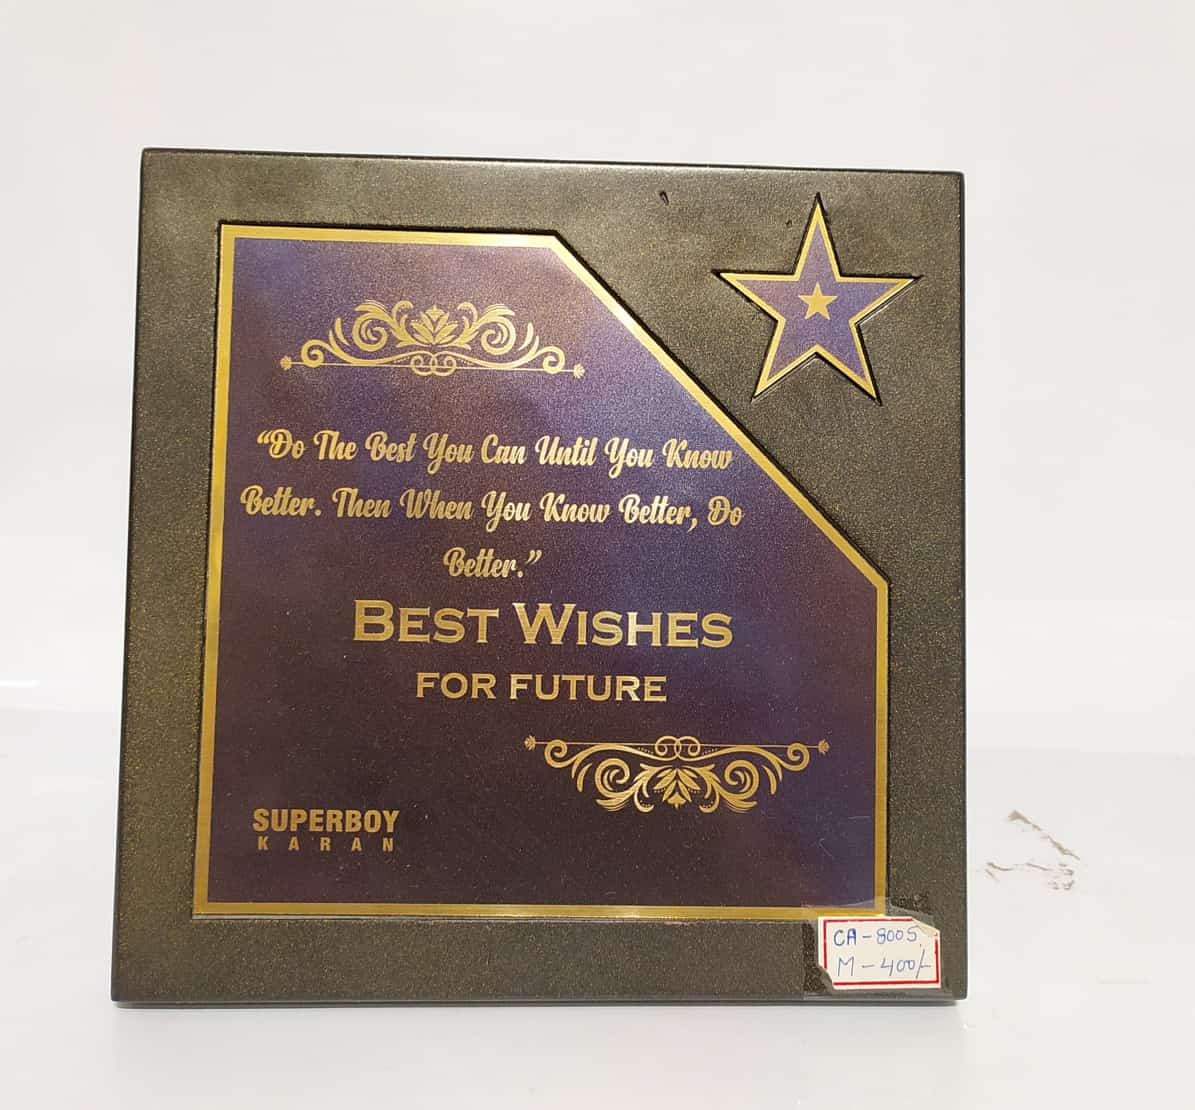 “Do The Best You Can Until You Know
Better. Then When You Know Better, Do
Better.”
BEST WISHES
FOR FUTURE
SUPERBOY
KARAN
CA-8005
M-400/-